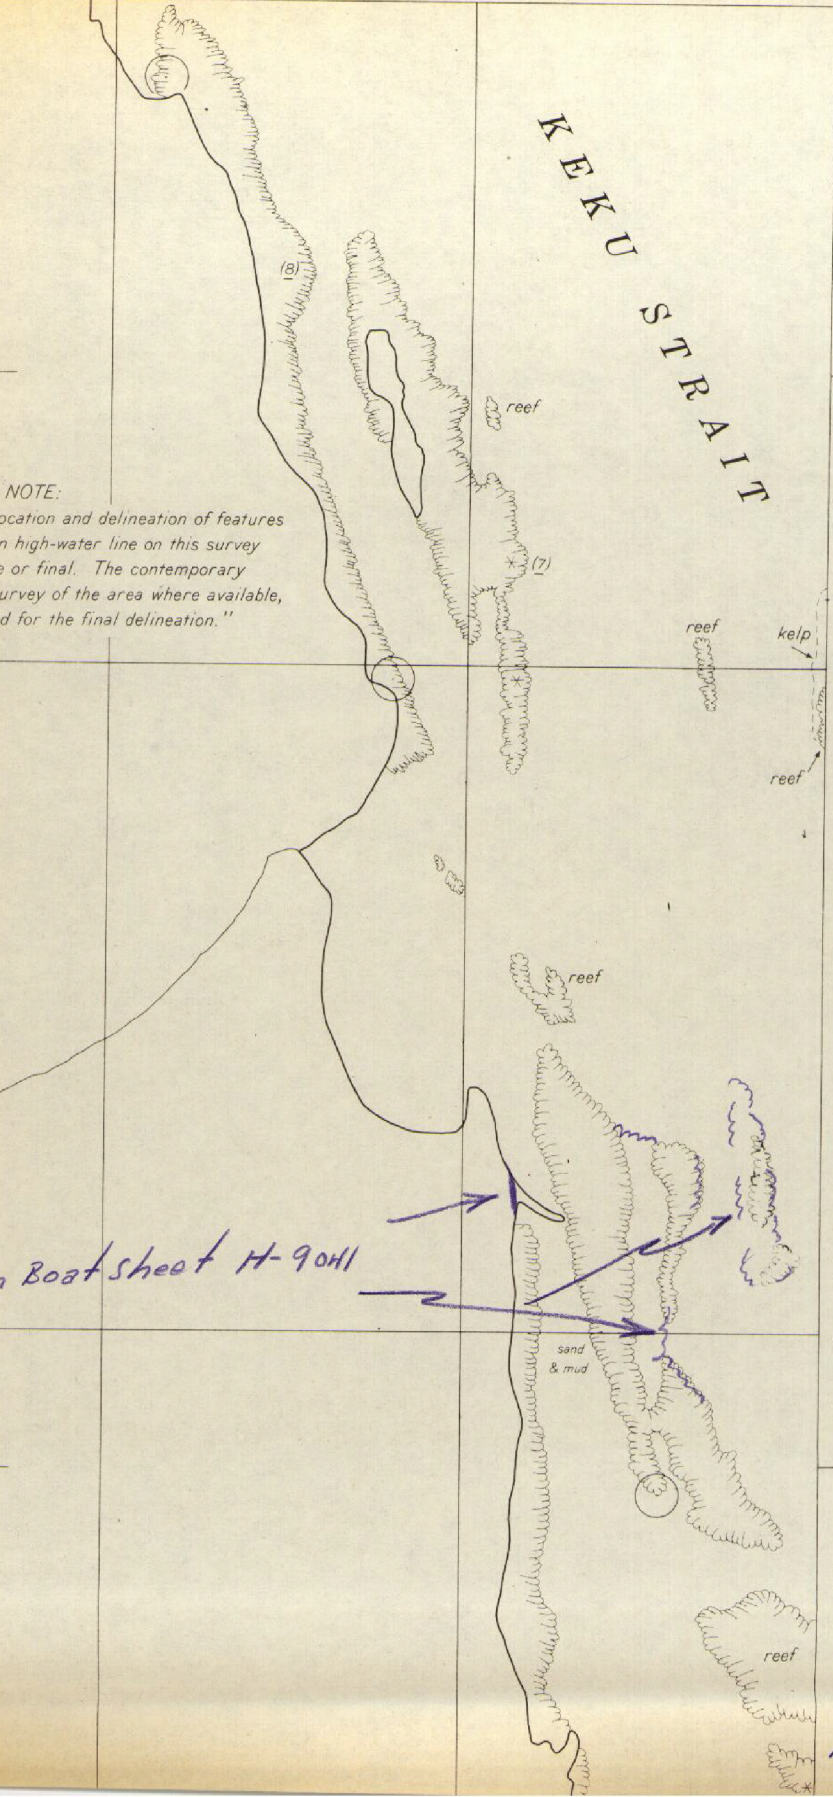 KEKU STRAIT
(8)
reef
NOTE:
ocation and delineation of features
n high-water line on this survey
e or final. The contemporary
urvey of the area where available,
d for the final delineation."
(7)
reef
kelp
reef
reef
Boatsheet H-9041
sand
& mud
reef